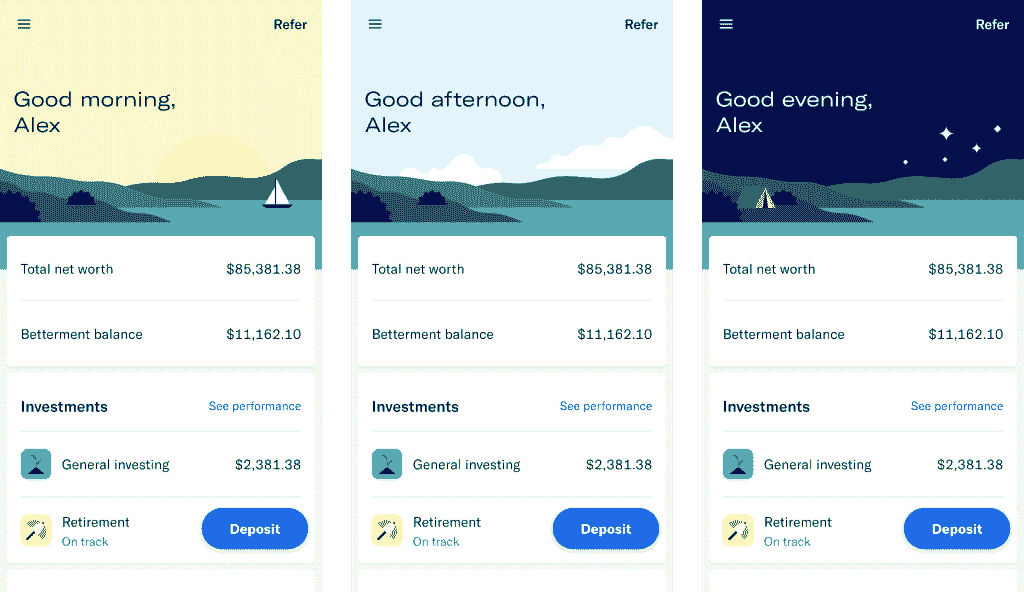 Refer
Good morning,
Alex
Total net worth $85,381.38
Betterment balance $11,162.10
Investments See performance
General investing $2,381.38
Retirement
On track
Deposit
Refer
Good afternoon,
Alex
Total net worth $85,381.38
Betterment balance $11,162.10
Investments See performance
General investing $2,381.38
Retirement
On track
Deposit
Refer
Good evening,
Alex
Total net worth $85,381.38
Betterment balance $11,162.10
Investments See performance
General investing $2,381.38
Retirement
On track
Deposit